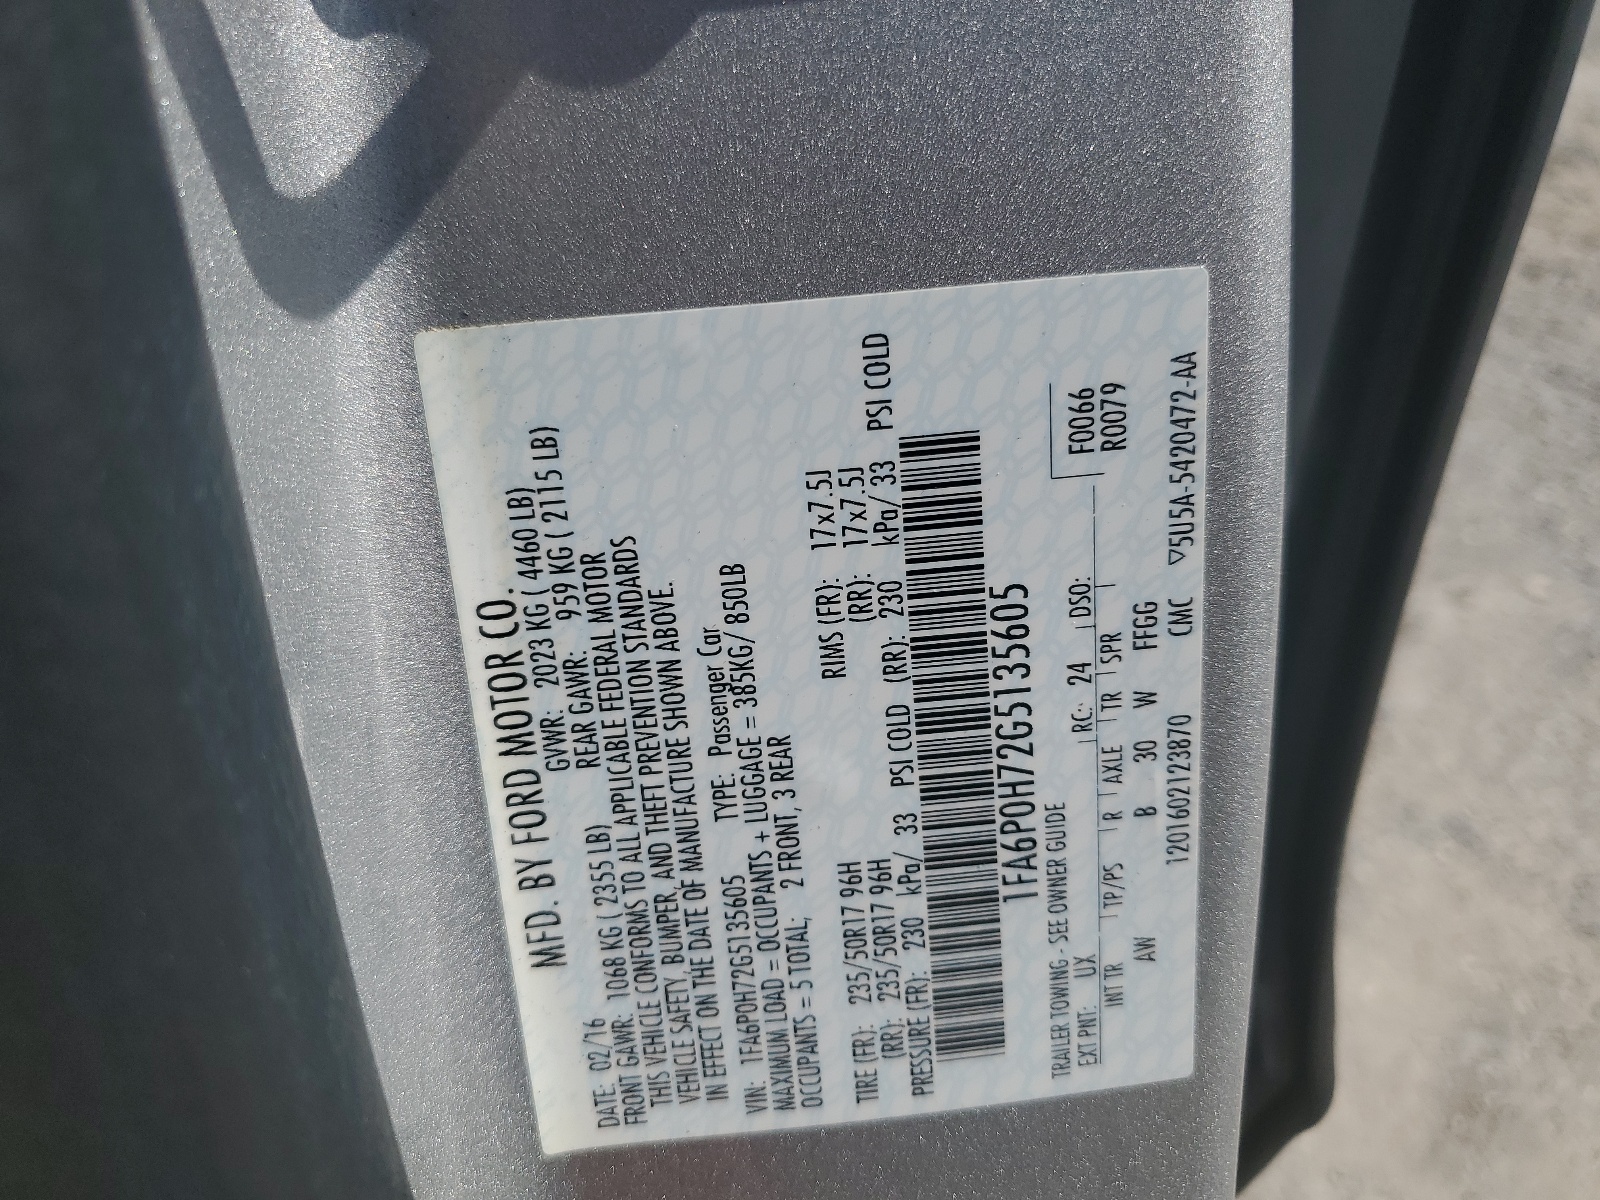 MFD. BY FORD MOTOR CO.
DATE: 02/16 GVWR: 2023 KG ( 4460 LB)
FRONT GAWR: 1068 KG ( 2355 LB) REAR GAWR: 959 KG ( 2115 LB)
THIS VEHICLE CONFORMS TO ALL APPLICABLE FEDERAL MOTOR
VEHICLE SAFETY, BUMPER, AND THEFT PREVENTION STANDARDS
IN EFFECT ON THE DATE OF MANUFACTURE SHOWN ABOVE.
VIN: 1FA6P0H72G5135605 TYPE: Passenger Car
MAXIMUM LOAD = OCCUPANTS + LUGGAGE = 385KG/ 850LB
OCCUPANTS = 5 TOTAL; 2 FRONT, 3 REAR
TIRE (FR): 235/50R17 96H RIMS (FR): 17x7.5J
(RR): 235/50R17 96H (RR): 17x7.5J
PRESSURE (FR): 230 kPa/ 33 PSI COLD (RR): 230 kPa/ 33 PSI COLD
1FA6P0H72G5135605
TRAILER TOWING - SEE OWNER GUIDE
F0066
R0079
EXT PNT: UX RC: 24 DSO:
INT TR TP/PS R AXLE TR SPR
AW B 30 W FFGG
1201602123870 CMC ▽5U5A-5420472-AA